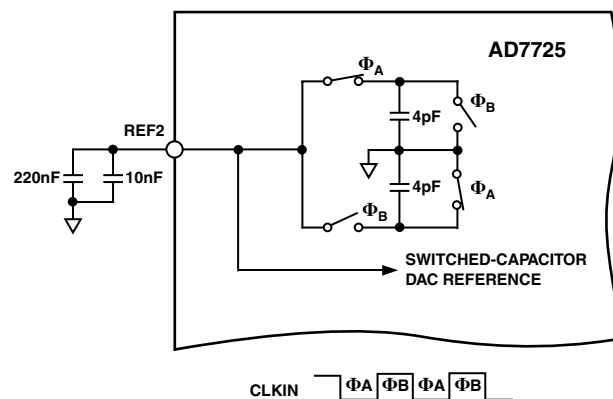 AD7725
ΦA
ΦB
4pF
REF2
220nF
10nF
4pF
ΦA
ΦB
SWITCHED-CAPACITOR
DAC REFERENCE
CLKIN ΦA ΦB ΦA ΦB